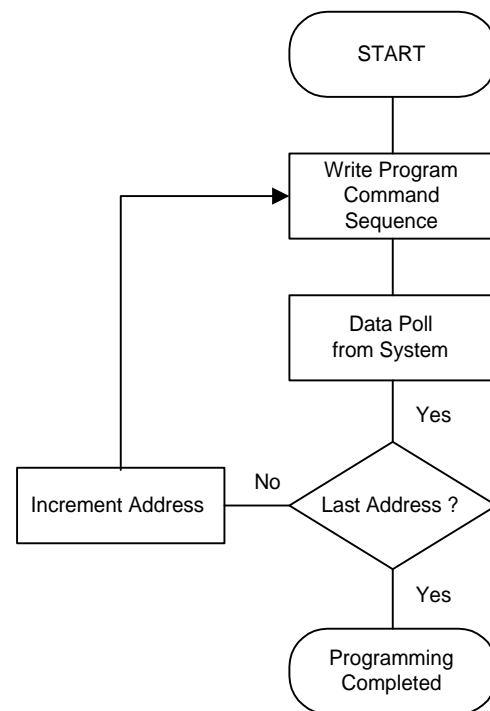 START
Write Program
Command
Sequence
Data Poll
from System
Yes
No
Increment Address
Last Address ?
Yes
Programming
Completed